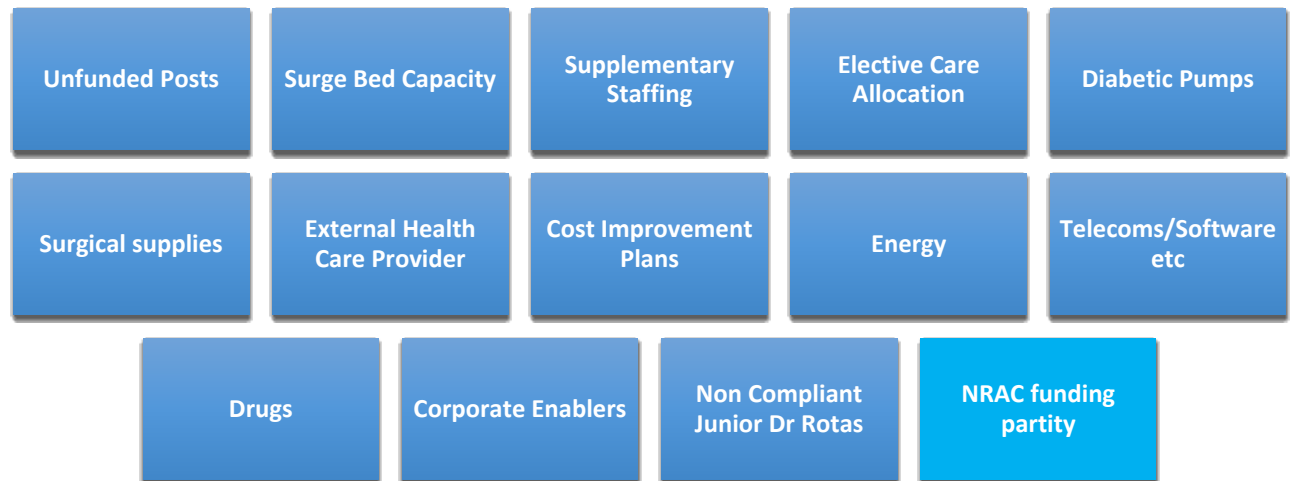 Unfunded Posts
Surge Bed Capacity
Supplementary
Staffing
Elective Care
Allocation
Diabetic Pumps
Surgical supplies
External Health
Care Provider
Cost Improvement
Plans
Energy
Telecoms/Software
etc
Drugs
Corporate Enablers
Non Compliant
Junior Dr Rotas
NRAC funding
partity